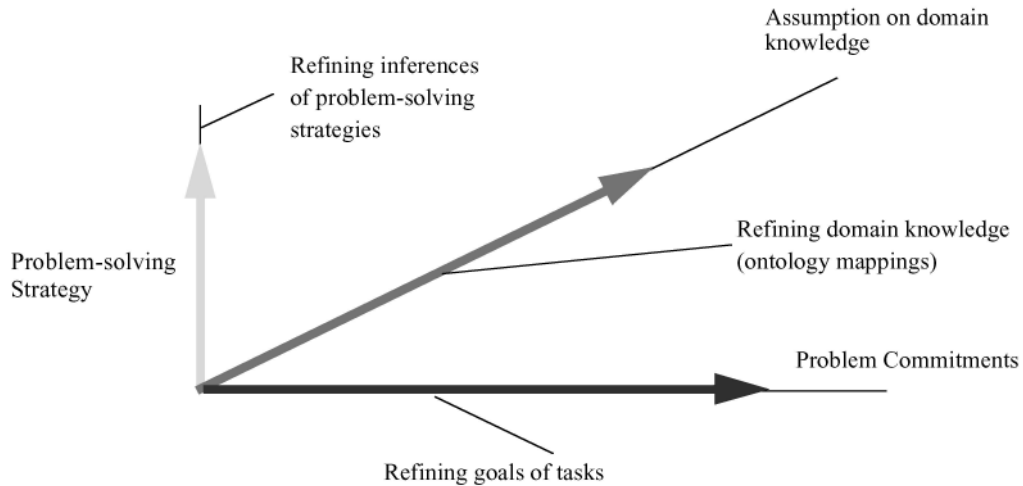 Assumption on domain
knowledge
Refining inferences
of problem-solving
strategies
Problem-solving
Strategy
Refining domain knowledge
(ontology mappings)
Problem Commitments
Refining goals of tasks